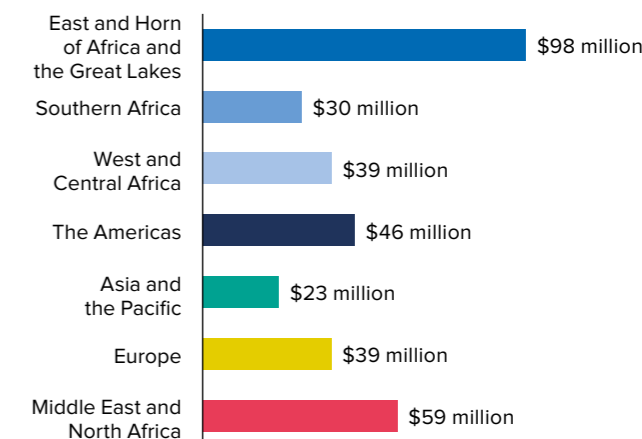 East and Horn
of Africa and
the Great Lakes
$98 million
Southern Africa
$30 million
West and
Central Africa
$39 million
The Americas
$46 million
Asia and
the Pacific
$23 million
Europe
$39 million
Middle East and
North Africa
$59 million